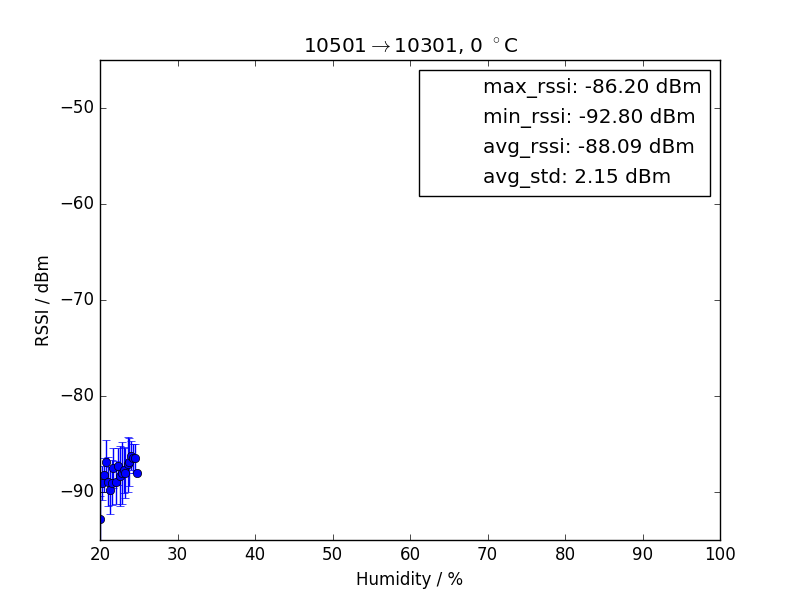 10501→10301, 0 °C
max_rssi: -86.20 dBm
min_rssi: -92.80 dBm
avg_rssi: -88.09 dBm
avg_std: 2.15 dBm
−50
−60
−70
−80
−90
RSSI / dBm
20 30 40 50 60 70 80 90 100
Humidity / %